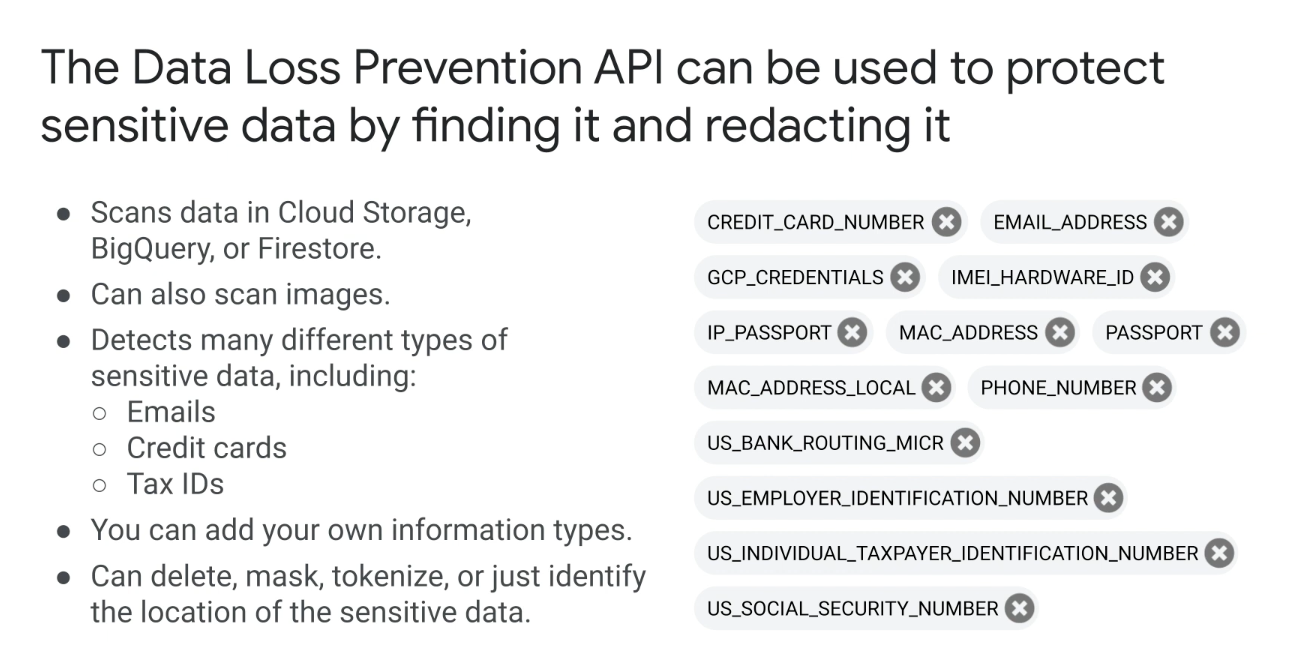 The Data Loss Prevention API can be used to protect
sensitive data by finding it and redacting it
● Scans data in Cloud Storage,
BigQuery, or Firestore.
● Can also scan images.
● Detects many different types of
sensitive data, including:
○ Emails
○ Credit cards
○ Tax IDs
● You can add your own information types.
● Can delete, mask, tokenize, or just identify
the location of the sensitive data.
CREDIT_CARD_NUMBER EMAIL_ADDRESS
GCP_CREDENTIALS IMEI_HARDWARE_ID
IP_PASSPORT MAC_ADDRESS PASSPORT
MAC_ADDRESS_LOCAL PHONE_NUMBER
US_BANK_ROUTING_MICR
US_EMPLOYER_IDENTIFICATION_NUMBER
US_INDIVIDUAL_TAXPAYER_IDENTIFICATION_NUMBER
US_SOCIAL_SECURITY_NUMBER